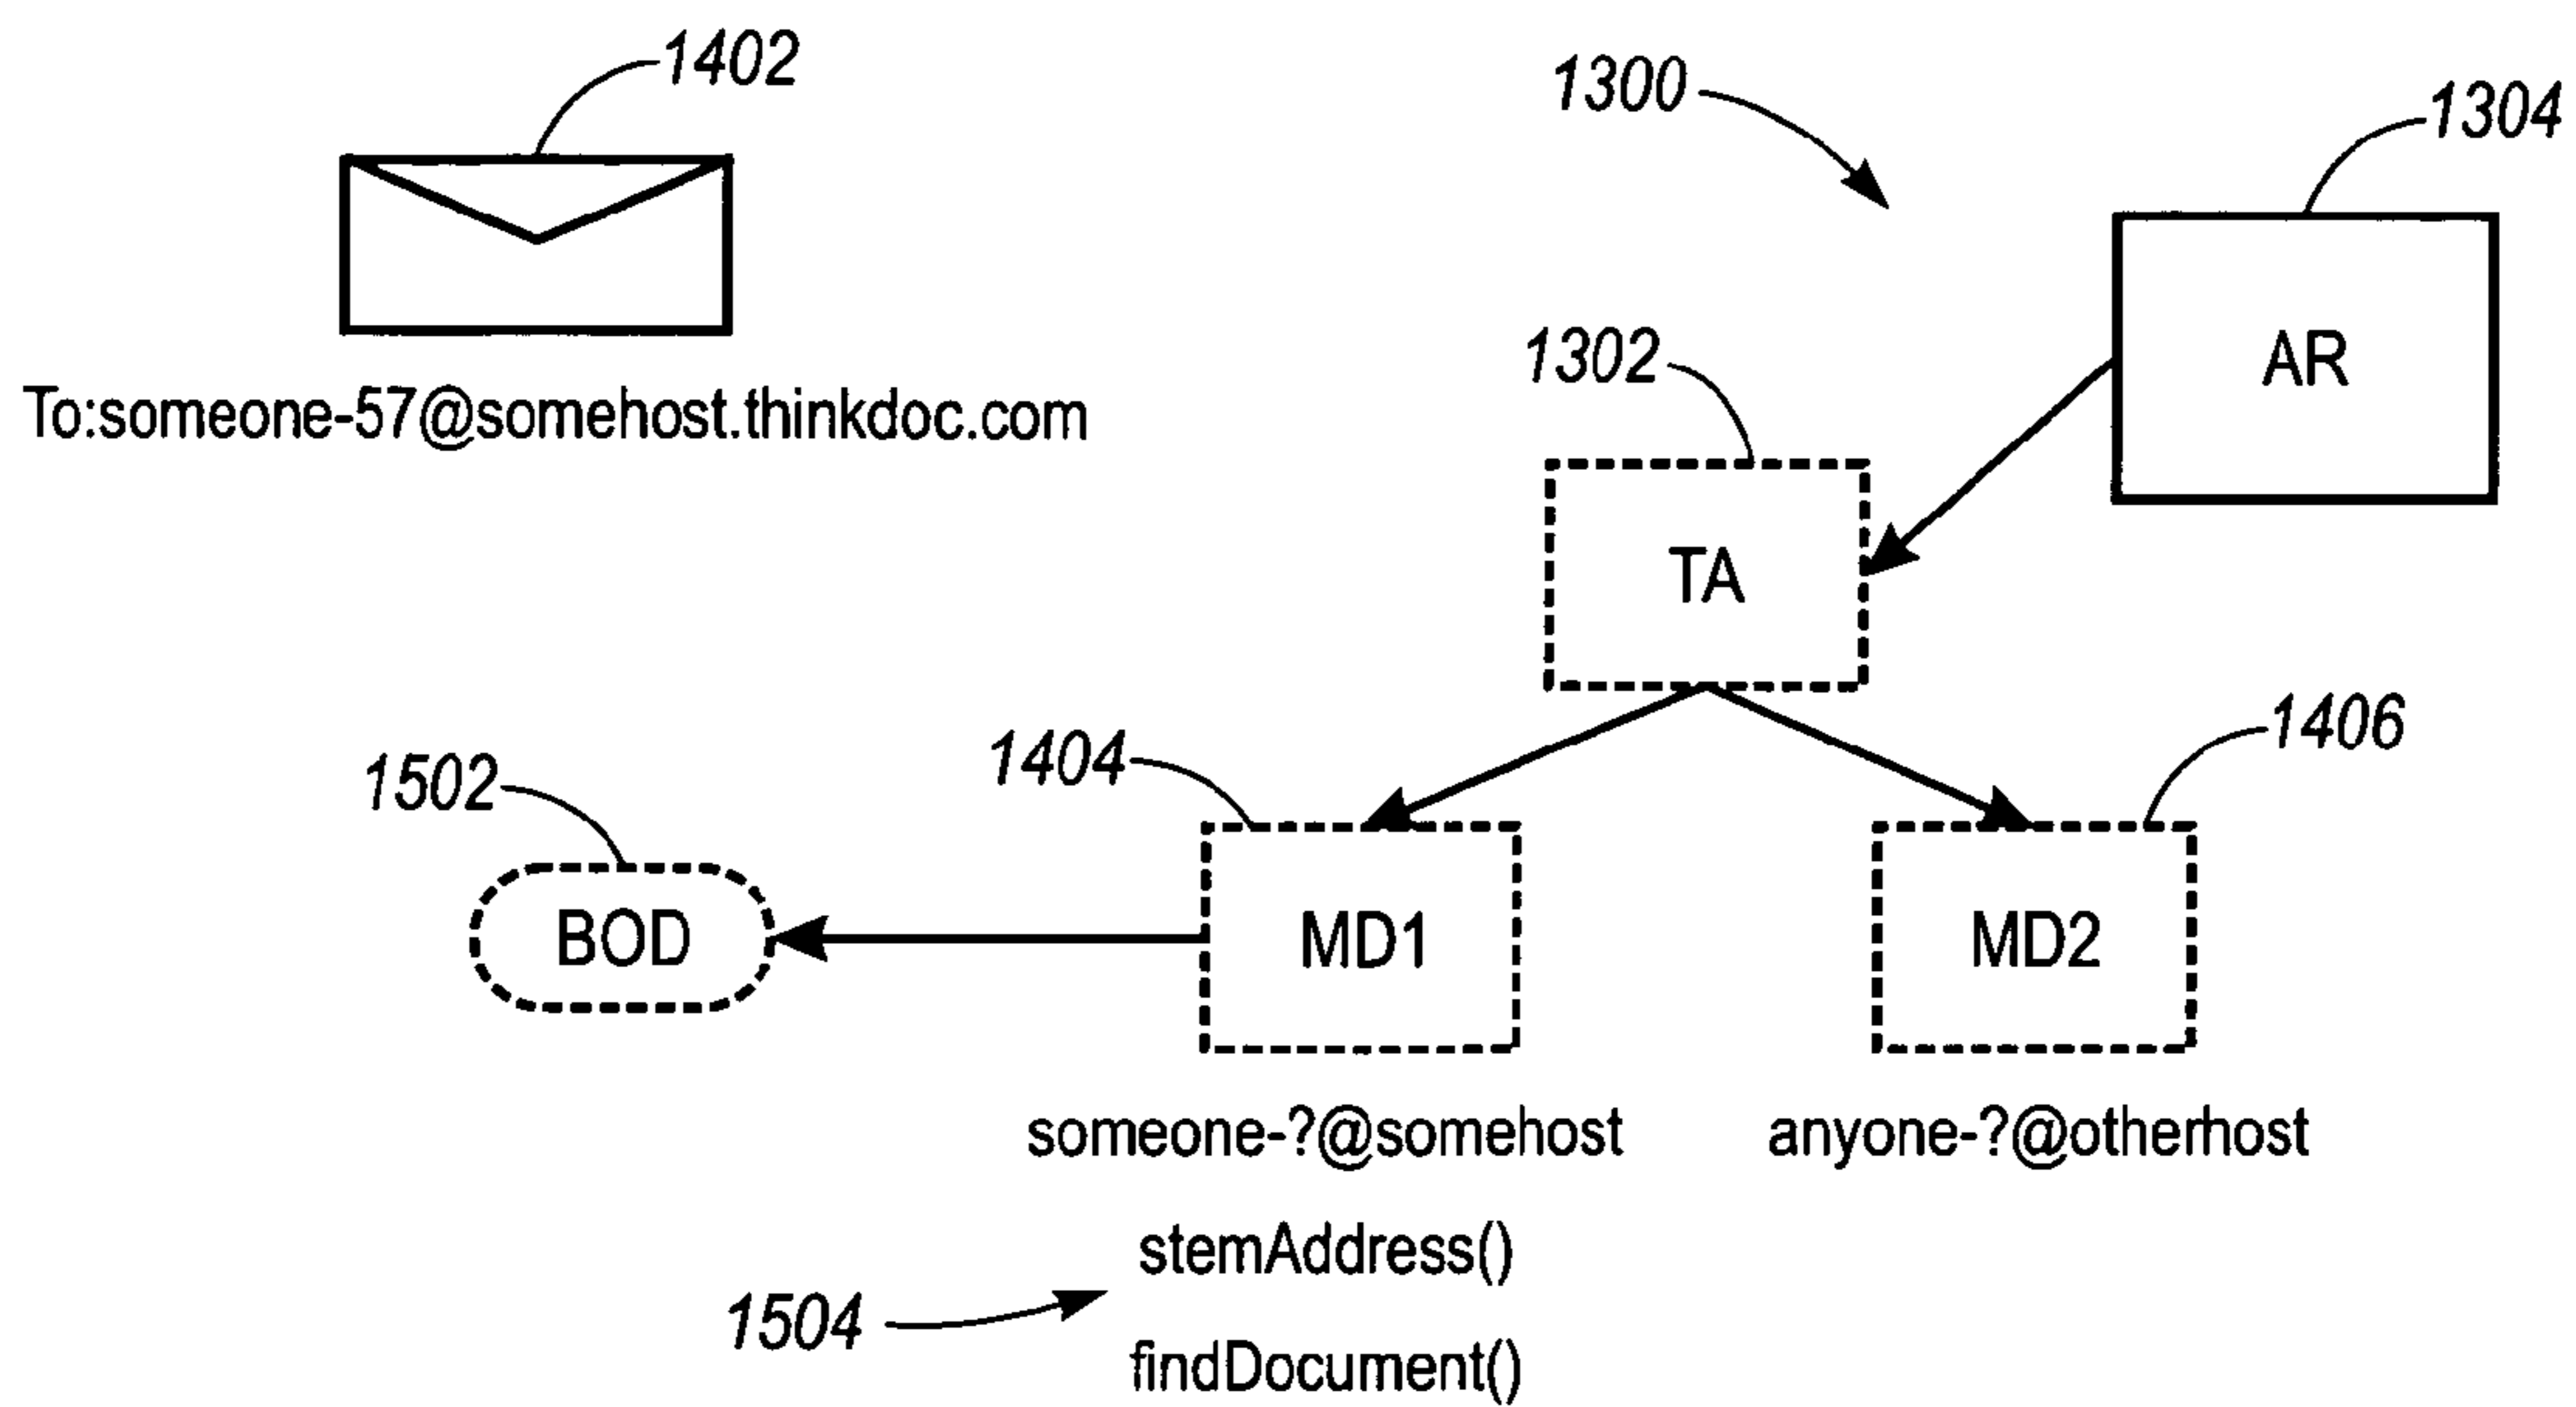 1402
1300
1304
To:someone-57@somehost.thinkdoc.com
1302
AR
TA
1502
1404
1406
BOD
MD1
MD2
someone-?@somehost
anyone-?@otherhost
stemAddress()
1504
findDocument()